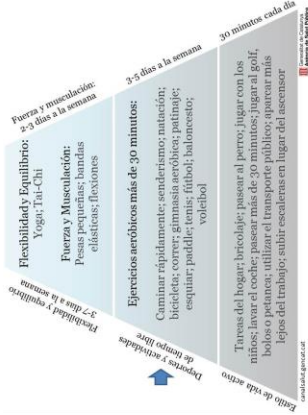 Fuerza y musculación:
2-3 días a la semana
Flexibilidad y equilibrio
3-7 días a la semana
Flexibilidad y Equilibrio:
Yoga; Tai-Chi
Fuerza y Musculación:
Pesas pequeñas; bandas
elásticas; flexiones
3-5 días a la semana
Deportes y actividades
de tiempo libre
Ejercicios aeróbicos más de 30 minutos:
Caminar rápidamente; senderismo; natación;
bicicleta; correr; gimnasia aeróbica; patinaje;
esquiar; paddle; tenis; fútbol; baloncesto;
voleibol
30 minutos cada día
Estilo de vida activo
Tareas del hogar; bricolaje; pasear al perro; jugar con los
niños; lavar el coche; pasear más de 30 minutos; jugar al golf,
bolos o petanca; utilizar el transporte público; aparcar más
lejos del trabajo; subir escaleras en lugar del ascensor
canalsalut.gencat.cat
Generalitat de Catalunya
Agència de Salut Pública